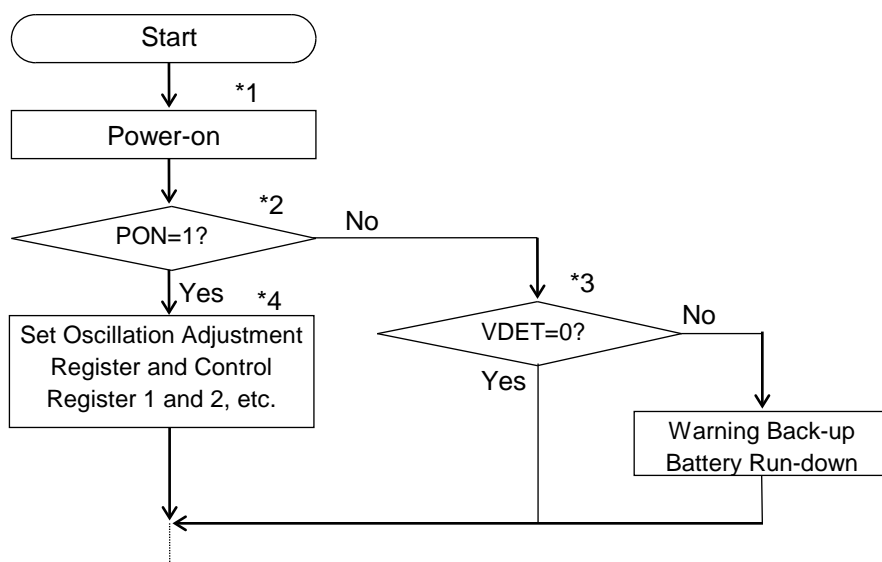 Start
*1
Power-on
*2
PON=1?
No
Yes
*4
*3
VDET=0?
No
Yes
Set Oscillation Adjustment
Register and Control
Register 1 and 2, etc.
Warning Back-up
Battery Run-down